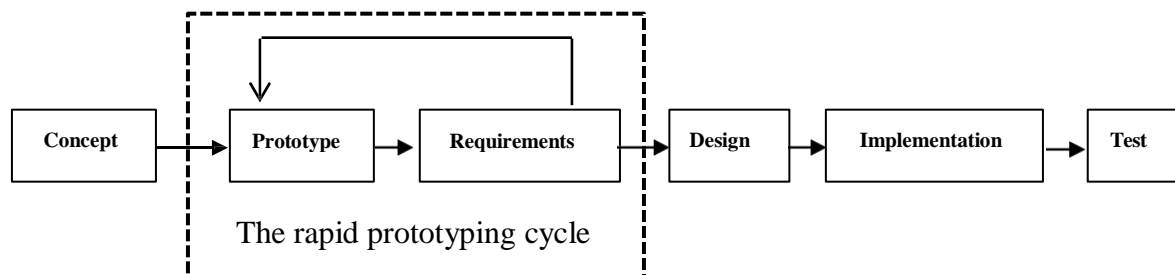 Concept
Prototype
Requirements
Design
Implementation
Test
The rapid prototyping cycle